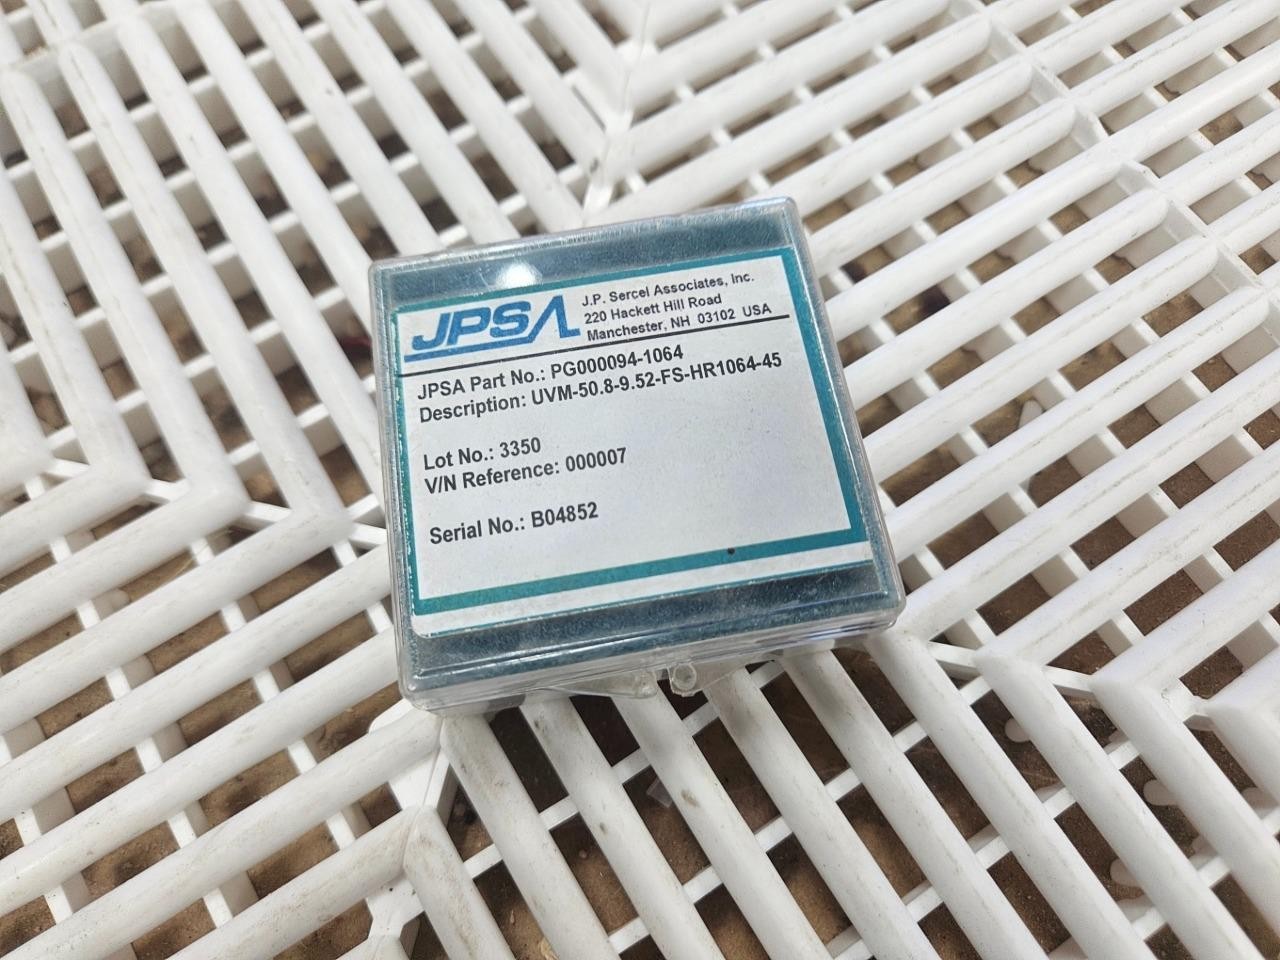 JPSA
J.P. Sercel Associates, Inc.
220 Hackett Hill Road
Manchester, NH 03102 USA
JPSA Part No.: PG000094-1064
Description: UVM-50.8-9.52-FS-HR1064-45
Lot No.: 3350
V/N Reference: 000007
Serial No.: B04852